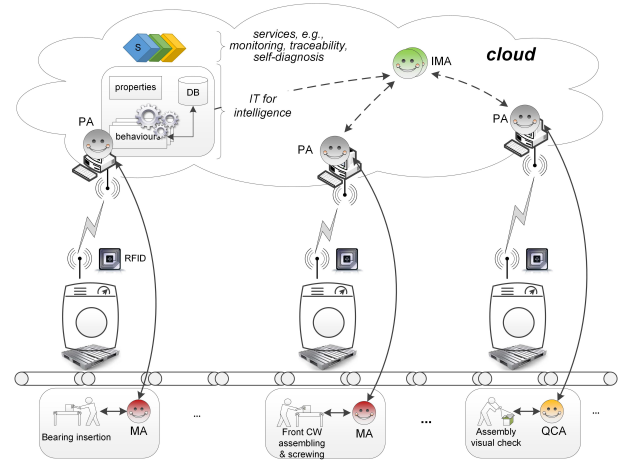 services, e.g.,
monitoring, traceability,
self-diagnosis
S
cloud
IMA
properties
DB
IT for
intelligence
behaviours
PA
PA
PA
RFID
Bearing insertion
MA
...
Front CW
assembling
& screwing
MA
...
Assembly
visual check
QCA
...